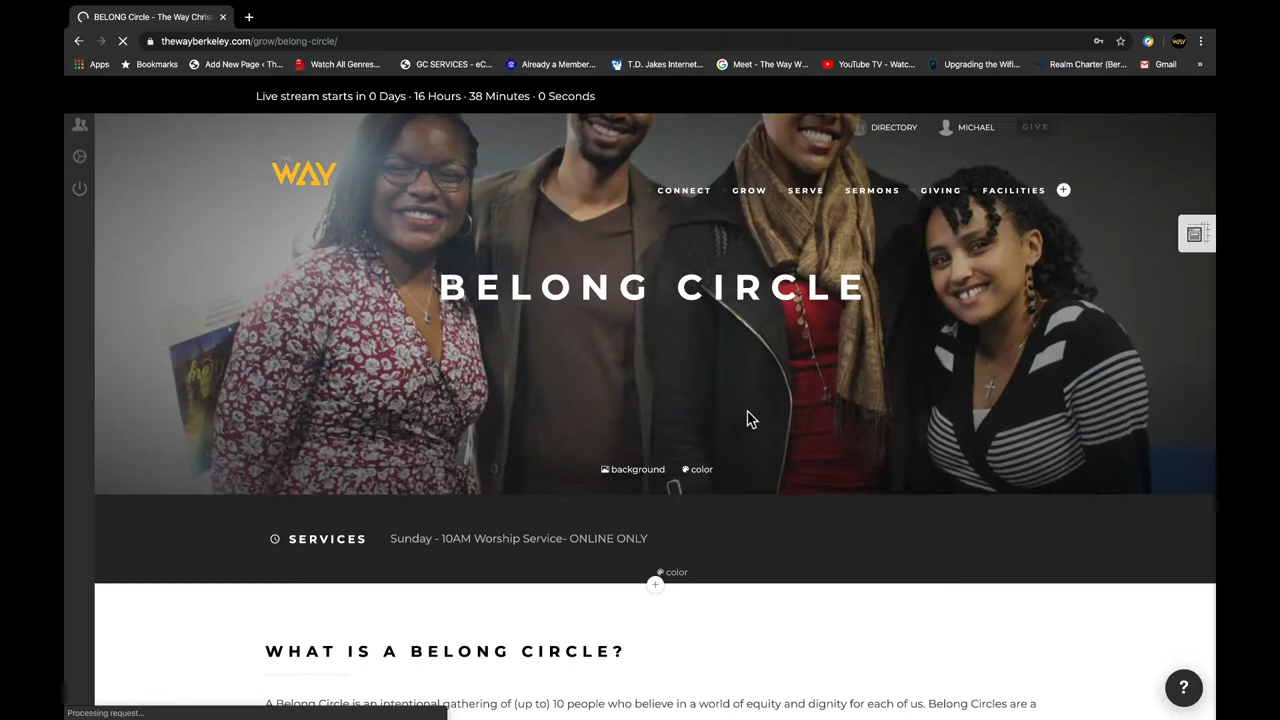 BELONG Circle - The Way Chris
thewayberkeley.com/grow/belong-circle/
Apps
Bookmarks
Add New Page ‹ Th...
Watch All Genres...
GC SERVICES - eC...
Already a Member...
T.D. Jakes Internet...
Meet - The Way W...
YouTube TV - Watc...
Upgrading the Wifi...
Realm Charter (Ber...
Gmail
»
Live stream starts in 0 Days · 16 Hours · 38 Minutes · 0 Seconds
DIRECTORY
MICHAEL
GIVE
THE
WAY
CONNECT
GROW
SERVE
SERMONS
GIVING
FACILITIES
BELONG CIRCLE
background
color
SERVICES
Sunday - 10AM Worship Service- ONLINE ONLY
color
WHAT IS A BELONG CIRCLE?
A Belong Circle is an intentional gathering of (up to) 10 people who believe in a world of equity and dignity for each of us. Belong Circles are a
?
Processing request...